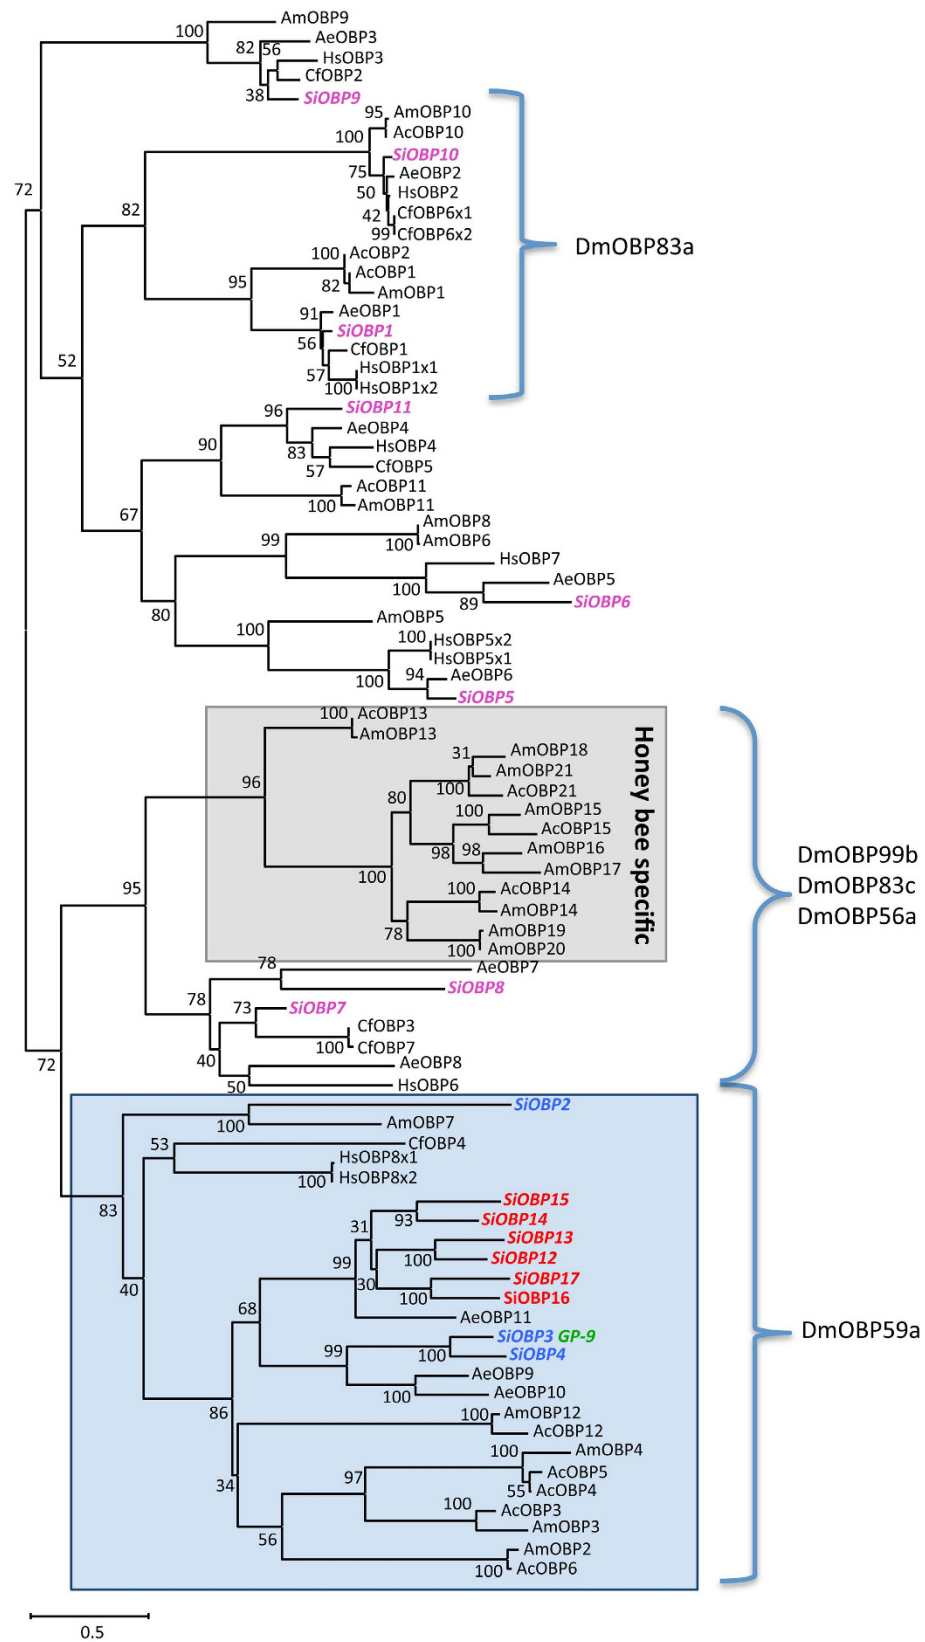 AmOBP9
100
AeOBP3
82
56
HsOBP3
CfOBP2
38
SiOBP9
95
AmOBP10
100
AcOBP10
SiOBP10
75
AeOBP2
50
HsOBP2
72
82
42
CfOBP6x1
99
CfOBP6x2
DmOBP83a
100
AcOBP2
95
AcOBP1
82
AmOBP1
91
AeOBP1
SiOBP1
56
CfOBP1
52
57
HsOBP1x1
100
HsOBP1x2
96
SiOBP11
AeOBP4
90
83
HsOBP4
57
CfOBP5
AcOBP11
100
AmOBP11
67
AmOBP8
99
100
AmOBP6
HsOBP7
100
AeOBP5
89
SiOBP6
80
AmOBP5
100
100
HsOBP5x2
HsOBP5x1
100
94
AeOBP6
SiOBP5
100
AcOBP13
AmOBP13
Honey bee specific
31
AmOBP18
96
AmOBP21
100
AcOBP21
80
100
AmOBP15
AcOBP15
98
98
AmOBP16
100
AmOBP17
DmOBP99b
DmOBP83c
DmOBP56a
95
100
AcOBP14
AmOBP14
78
AmOBP19
100
AmOBP20
78
AeOBP7
SiOBP8
78
73
SiOBP7
CfOBP3
100
CfOBP7
40
72
AeOBP8
50
HsOBP6
SiOBP2
100
AmOBP7
53
CfOBP4
HsOBP8x1
100
HsOBP8x2
83
SiOBP15
31
93
SiOBP14
SiOBP13
99
100
SiOBP12
40
30
SiOBP17
100
SiOBP16
68
AeOBP11
SiOBP3 GP-9
99
100
SiOBP4
DmOBP59a
AeOBP9
100
AeOBP10
86
100
AmOBP12
AcOBP12
100
AmOBP4
34
97
AcOBP5
55
AcOBP4
100
AcOBP3
AmOBP3
56
AmOBP2
100
AcOBP6
0.5